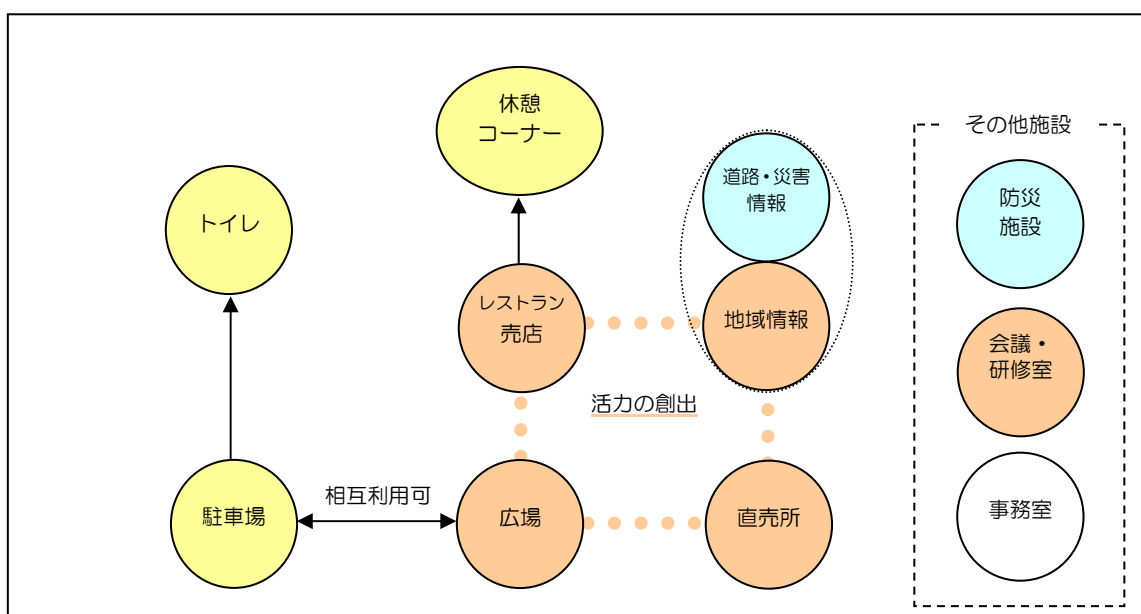 休憩
コーナー
その他施設
道路・災害
情報
防災
施設
トイレ
レストラン
売店
地域情報
会議・
研修室
活力の創出
駐車場
相互利用可
広場
直売所
事務室